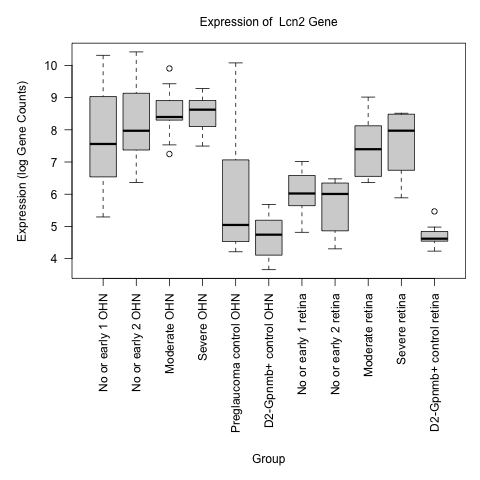 Expression of  Lcn2 Gene
Expression (log Gene Counts)
10
9
8
7
6
5
4
No or early 1 OHN
No or early 2 OHN
Moderate OHN
Severe OHN
Preglaucoma control OHN
D2-Gpnmb+ control OHN
No or early 1 retina
No or early 2 retina
Moderate retina
Severe retina
D2-Gpnmb+ control retina
Group